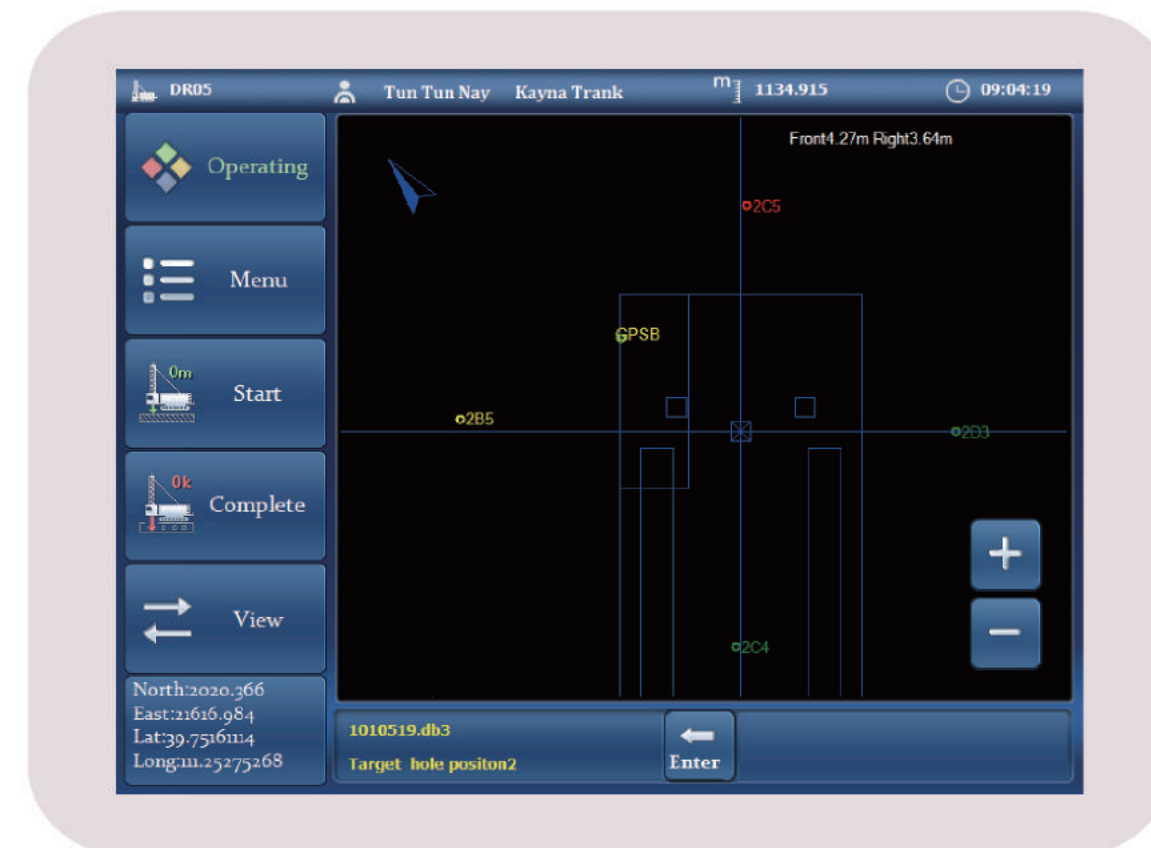 DR05 Tun Tun Nay Kayna Trank m 1134.915 09:04:19
Operating
Menu
0m
Start
0k
Complete
View
North:2020.366
East:21616.984
Lat:39.75161114
Long:111.25275268
Front4.27m Right3.64m
2C5
GPSB
2B5
2D3
2C4
+
−
1010519.db3
Target hole positon2
Enter